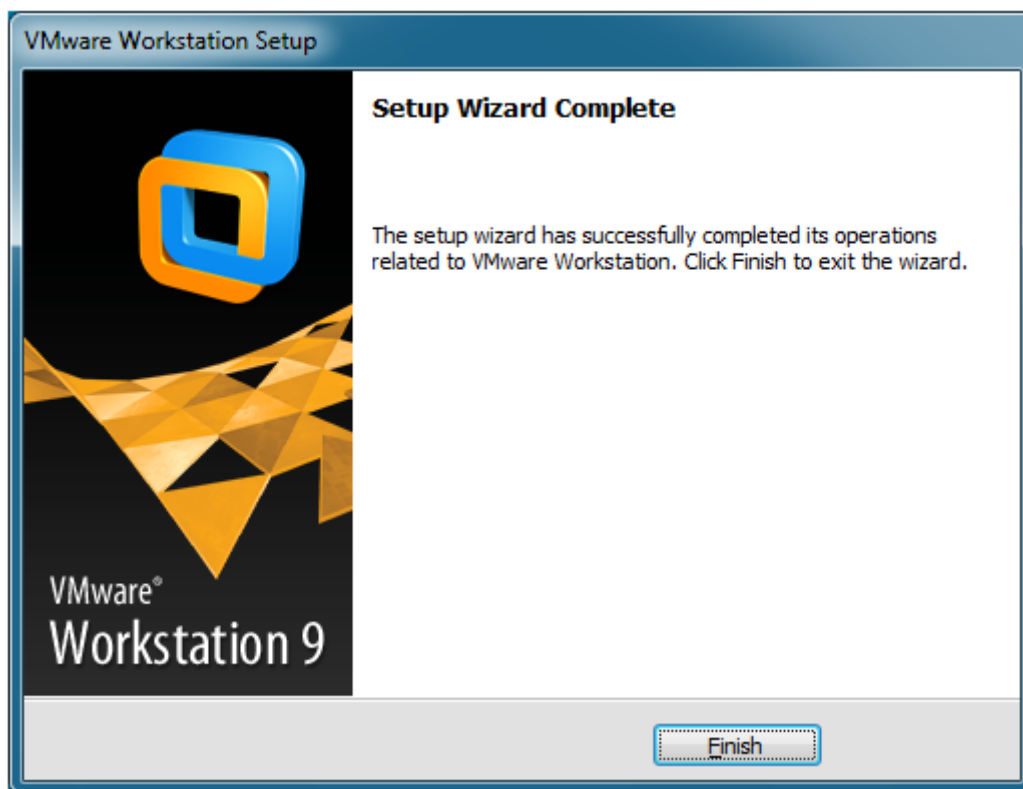 VMware Workstation Setup
Setup Wizard Complete
The setup wizard has successfully completed its operations
related to VMware Workstation. Click Finish to exit the wizard.
VMware®
Workstation 9
Finish